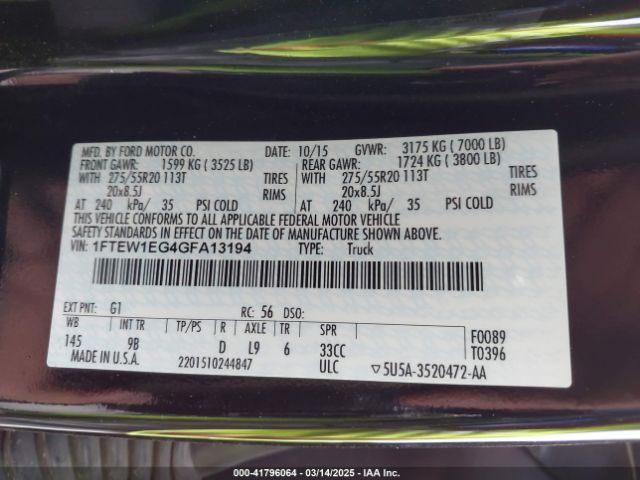 MFD. BY FORD MOTOR CO. DATE: 10/15 GVWR: 3175 KG ( 7000 LB)
FRONT GAWR: 1599 KG ( 3525 LB) REAR GAWR: 1724 KG ( 3800 LB)
WITH 275/55R20 113T TIRES WITH 275/55R20 113T TIRES
20x8.5J RIMS 20x8.5J RIMS
AT 240 kPa/ 35 PSI COLD AT 240 kPa/ 35 PSI COLD
THIS VEHICLE CONFORMS TO ALL APPLICABLE FEDERAL MOTOR VEHICLE
SAFETY STANDARDS IN EFFECT ON THE DATE OF MANUFACTURE SHOWN ABOVE.
VIN: 1FTEW1EG4GFA13194 TYPE: Truck
EXT PNT: G1 RC: 56 DSO:
WB INT TR TP/PS R AXLE TR SPR F0089
145 9B D L9 6 33CC T0396
MADE IN U.S.A. 2201510244847 ULC ▽5U5A-3520472-AA
000-41796064 | 03/14/2025 | IAA Inc.